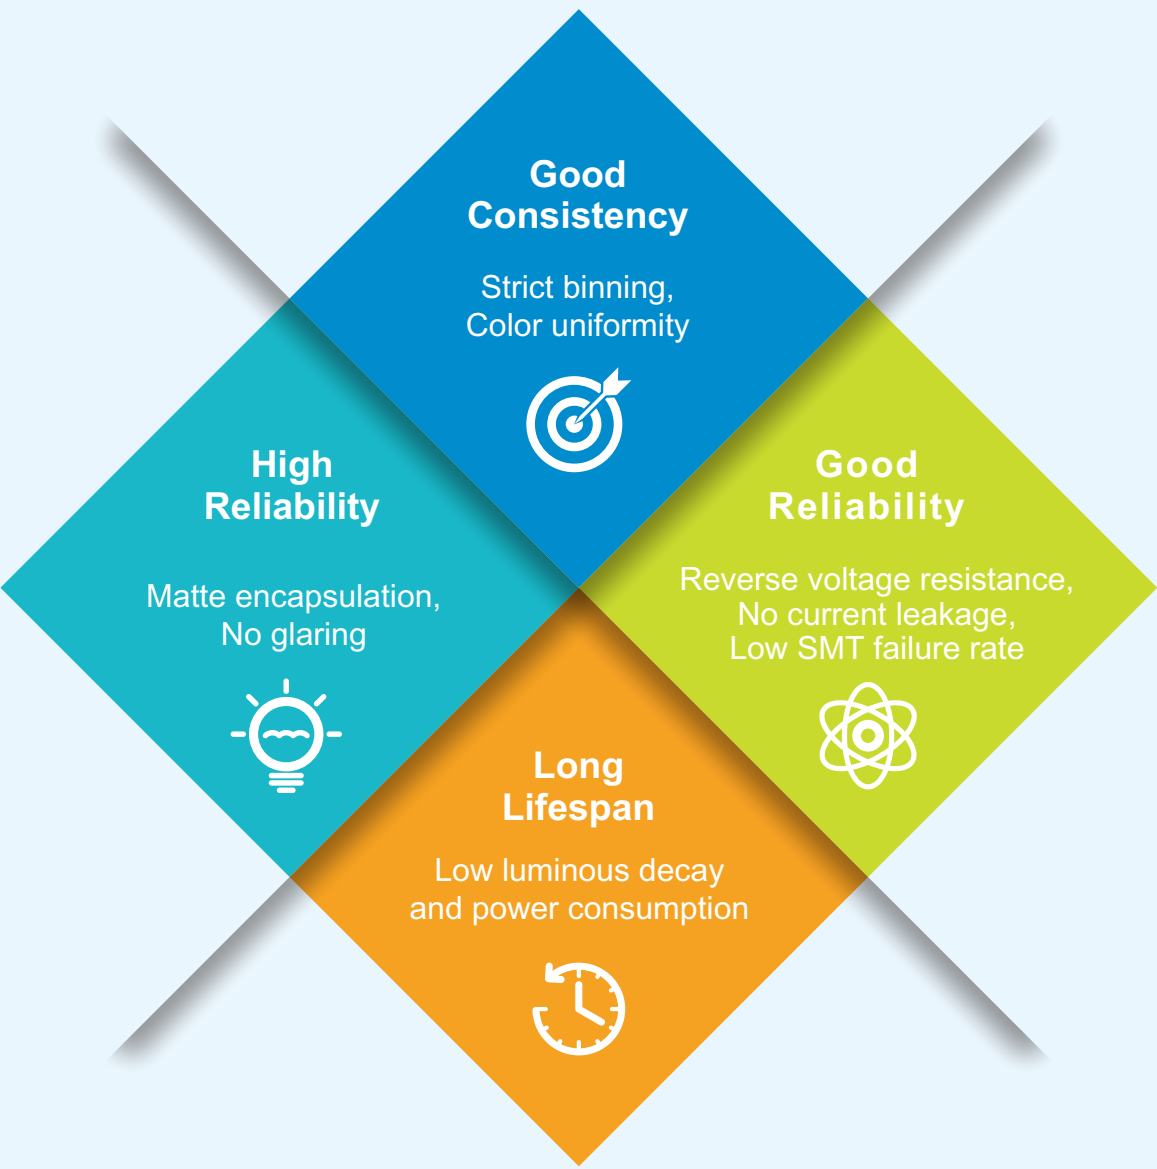 Good
Consistency
Strict binning,
Color uniformity
High
Reliability
Matte encapsulation,
No glaring
Good
Reliability
Reverse voltage resistance,
No current leakage,
Low SMT failure rate
Long
Lifespan
Low luminous decay
and power consumption